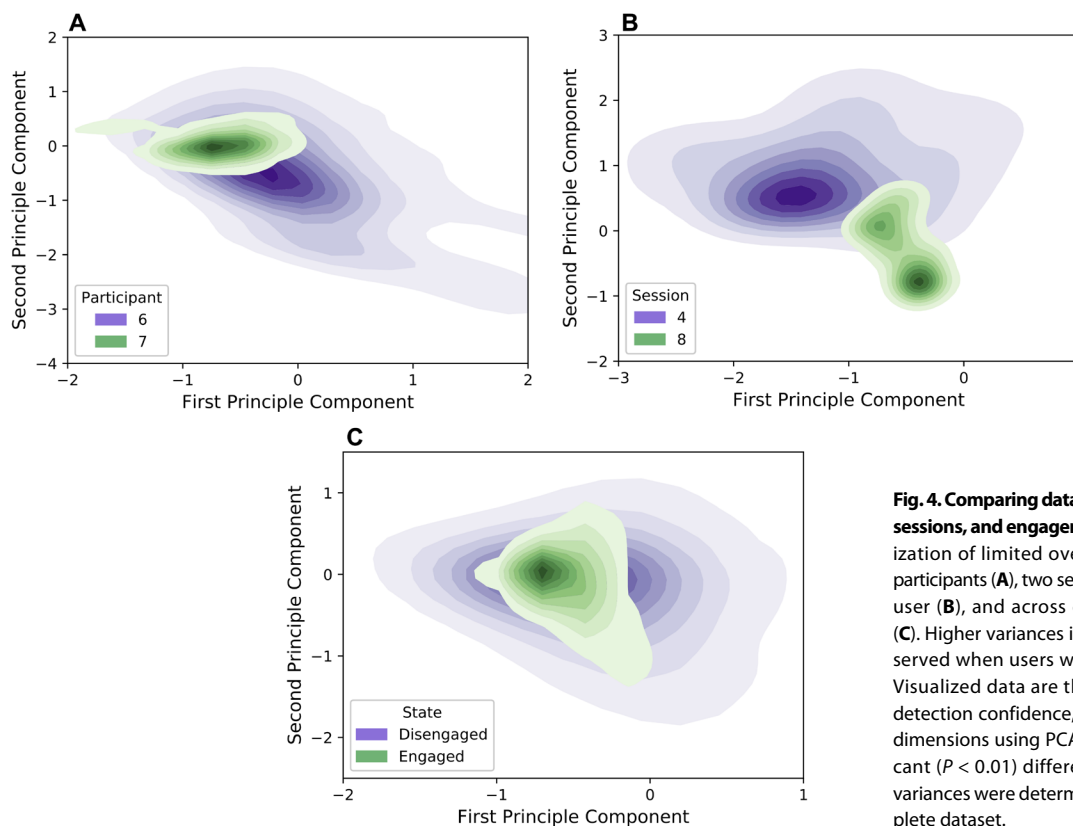 A
2
1
0
−1
−2
−3
−4
Second Principle Component
Participant
6
7
−2 −1 0 1 2
First Principle Component
B
3
2
1
0
−1
−2
Second Principle Component
Session
4
8
−3 −2 −1 0
First Principle Component
C
1
0
−1
−2
Second Principle Component
State
Disengaged
Engaged
−2 −1 0 1
First Principle Component
Fig. 4. Comparing data
sessions, and engagem
ization of limited ove
participants (A), two se
user (B), and across
(C). Higher variances i
served when users w
Visualized data are th
detection confidence,
dimensions using PCA
cant (P < 0.01) differe
variances were determ
plete dataset.